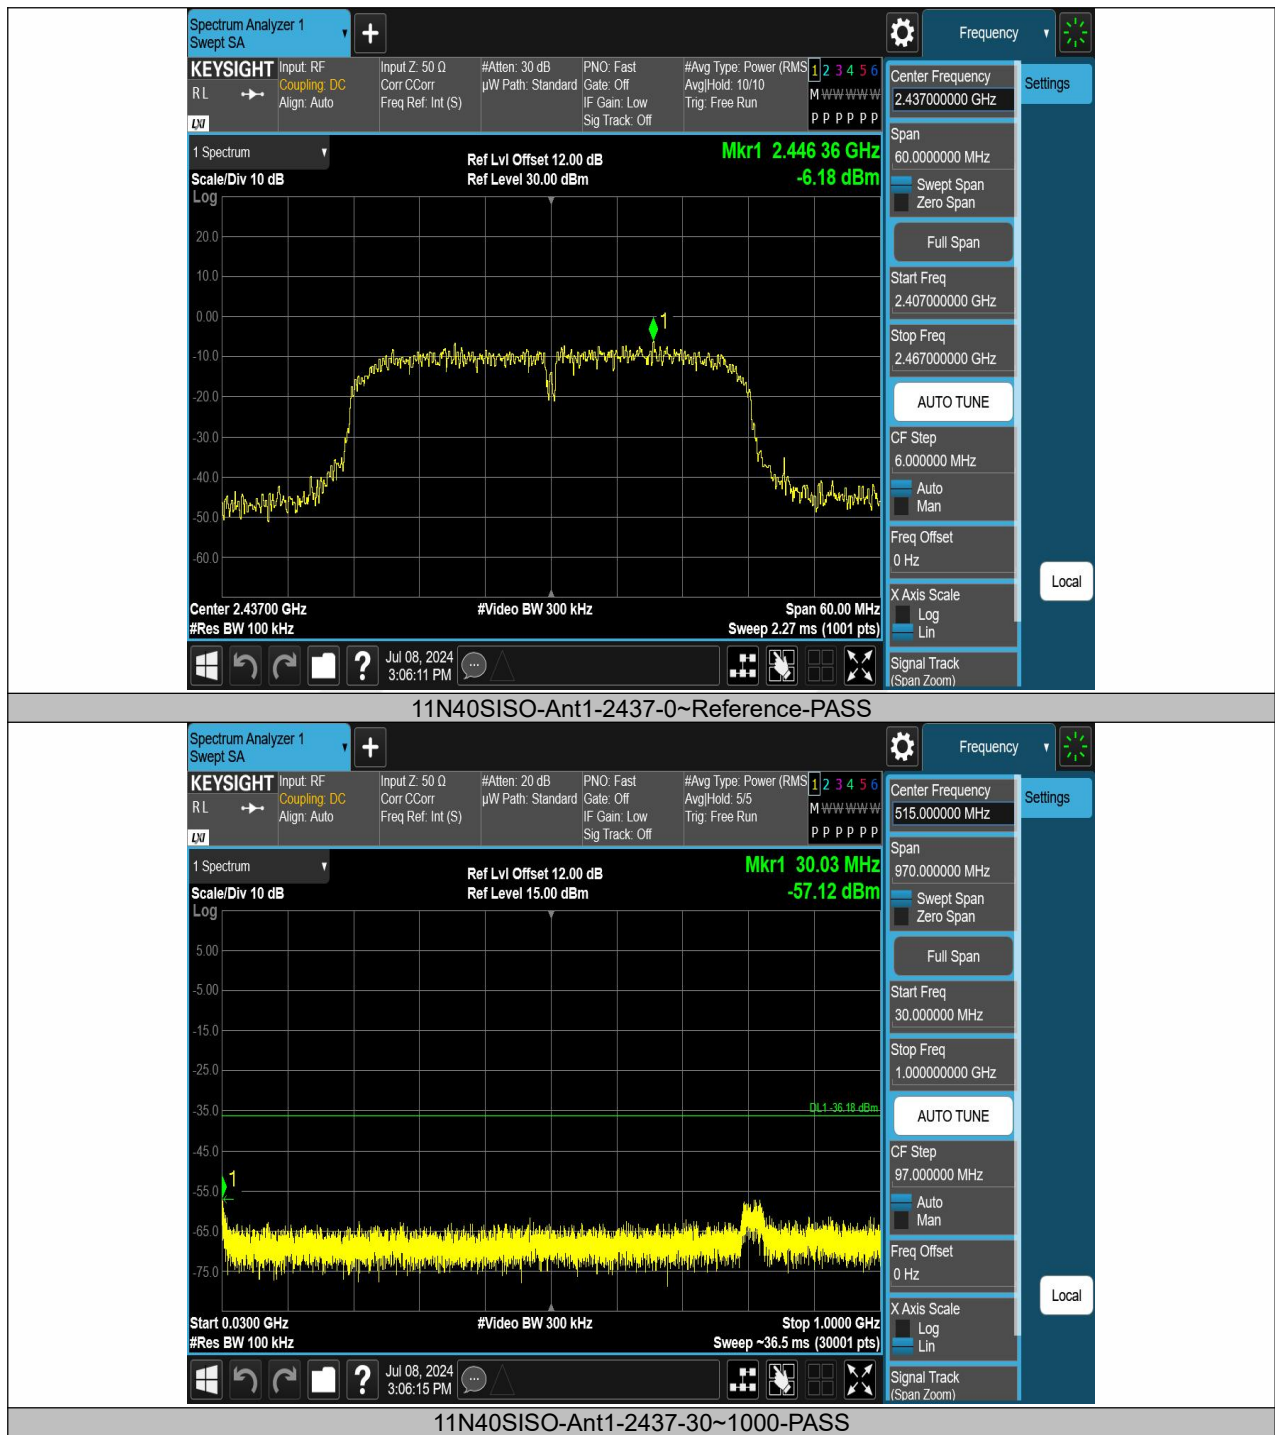 Spectrum Analyzer 1
Swept SA
+
Frequency
KEYSIGHT
R L
LXI
Input: RF
Coupling: DC
Align: Auto
Input Z: 50 Ω
Corr CCorr
Freq Ref: Int (S)
#Atten: 30 dB
µW Path: Standard
PNO: Fast
Gate: Off
IF Gain: Low
Sig Track: Off
#Avg Type: Power (RMS
Avg|Hold: 10/10
Trig: Free Run
1 2 3 4 5 6
M W W W W W
P P P P P P
1 Spectrum
Scale/Div 10 dB
Log
Ref Lvl Offset 12.00 dB
Ref Level 30.00 dBm
Mkr1 2.446 36 GHz
-6.18 dBm
20.0
10.0
0.00
-10.0
-20.0
-30.0
-40.0
-50.0
-60.0
1
Center 2.43700 GHz
#Res BW 100 kHz
#Video BW 300 kHz
Span 60.00 MHz
Sweep 2.27 ms (1001 pts)
?
Jul 08, 2024
3:06:11 PM
Center Frequency
2.437000000 GHz
Settings
Span
60.0000000 MHz
Swept Span
Zero Span
Full Span
Start Freq
2.407000000 GHz
Stop Freq
2.467000000 GHz
AUTO TUNE
CF Step
6.000000 MHz
Auto
Man
Freq Offset
0 Hz
Local
X Axis Scale
Log
Lin
Signal Track
(Span Zoom)
11N40SISO-Ant1-2437-0~Reference-PASS
Spectrum Analyzer 1
Swept SA
+
Frequency
KEYSIGHT
R L
LXI
Input: RF
Coupling: DC
Align: Auto
Input Z: 50 Ω
Corr CCorr
Freq Ref: Int (S)
#Atten: 20 dB
µW Path: Standard
PNO: Fast
Gate: Off
IF Gain: Low
Sig Track: Off
#Avg Type: Power (RMS
Avg|Hold: 5/5
Trig: Free Run
1 2 3 4 5 6
M W W W W W
P P P P P P
1 Spectrum
Scale/Div 10 dB
Log
Ref Lvl Offset 12.00 dB
Ref Level 15.00 dBm
Mkr1 30.03 MHz
-57.12 dBm
5.00
-5.00
-15.0
-25.0
-35.0
-45.0
-55.0
-65.0
-75.0
DL1 -36.18 dBm
1
Start 0.0300 GHz
#Res BW 100 kHz
#Video BW 300 kHz
Stop 1.0000 GHz
Sweep ~36.5 ms (30001 pts)
?
Jul 08, 2024
3:06:15 PM
Center Frequency
515.000000 MHz
Settings
Span
970.000000 MHz
Swept Span
Zero Span
Full Span
Start Freq
30.000000 MHz
Stop Freq
1.000000000 GHz
AUTO TUNE
CF Step
97.000000 MHz
Auto
Man
Freq Offset
0 Hz
Local
X Axis Scale
Log
Lin
Signal Track
(Span Zoom)
11N40SISO-Ant1-2437-30~1000-PASS